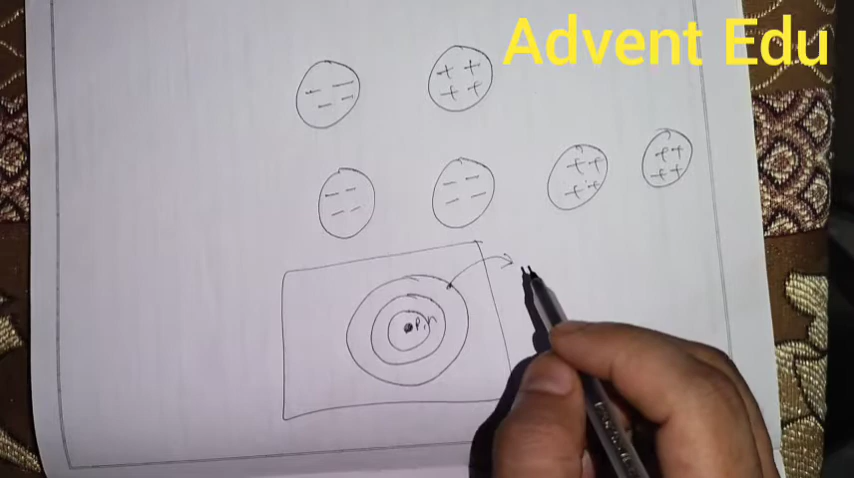 Advent Edu
− − − −
+ + + +
− − − −
− − − −
+ + + +
+ + + +
P, n